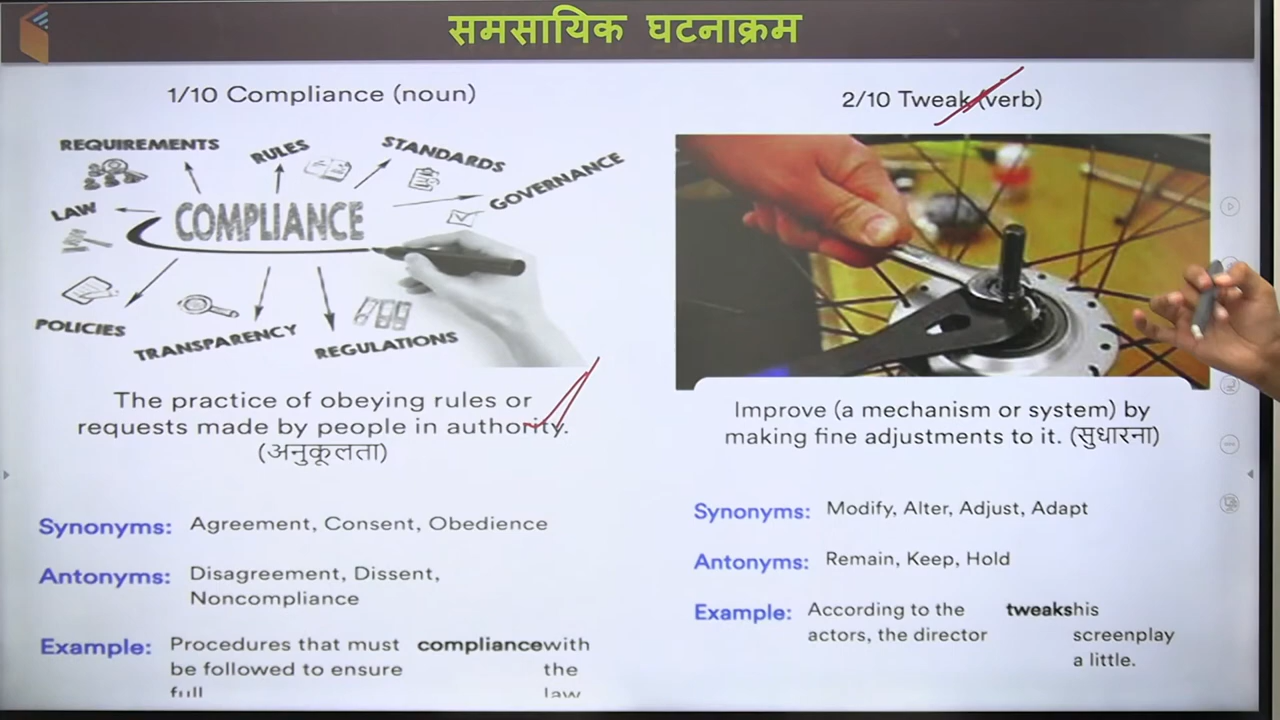 समसायिक घटनाक्रम
1/10 Compliance (noun)
REQUIREMENTS
RULES
STANDARDS
GOVERNANCE
LAW
COMPLIANCE
POLICIES
TRANSPARENCY
REGULATIONS
The practice of obeying rules or
requests made by people in authority.
(अनुकूलता)
Synonyms: Agreement, Consent, Obedience
Antonyms: Disagreement, Dissent,
Noncompliance
Example: Procedures that must compliancewith
be followed to ensure the
full law
2/10 Tweak (verb)
Improve (a mechanism or system) by
making fine adjustments to it. (सुधारना)
Synonyms: Modify, Alter, Adjust, Adapt
Antonyms: Remain, Keep, Hold
Example: According to the tweakshis
actors, the director screenplay
a little.